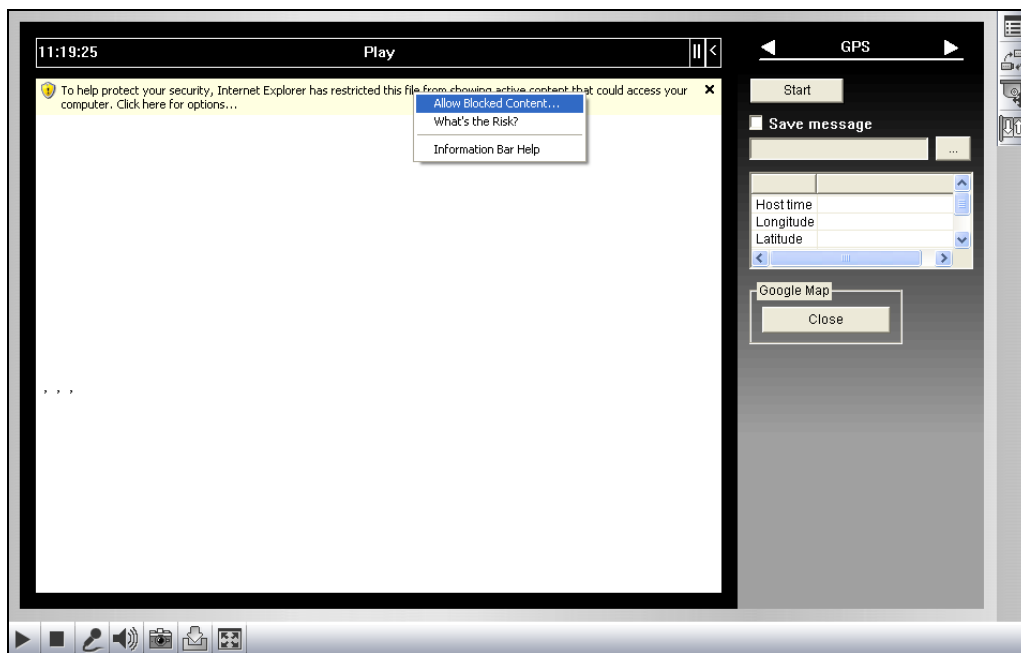 11:19:25 Play || <
To help protect your security, Internet Explorer has restricted this file from showing active content that could access your
computer. Click here for options...
Allow Blocked Content...
What's the Risk?
Information Bar Help
, , ,
GPS
Start
Save message
...
Host time
Longitude
Latitude
Google Map
Close